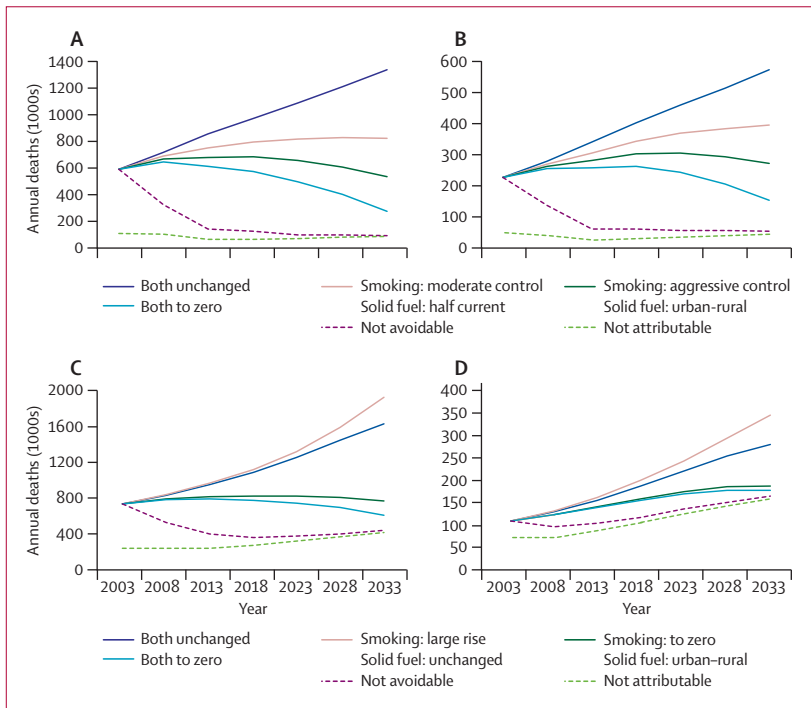 A
B
1400
1200
1000
800
600
400
200
0
Annual deaths (1000s)
600
500
400
300
200
100
0
Both unchanged
Both to zero
Smoking: moderate control
Solid fuel: half current
Not avoidable
Smoking: aggressive control
Solid fuel: urban-rural
Not attributable
C
D
2000
1600
1200
800
400
0
Annual deaths (1000s)
400
350
300
250
200
150
100
50
0
2003 2008 2013 2018 2023 2028 2033
Year
2003 2008 2013 2018 2023 2028 2033
Year
Both unchanged
Both to zero
Smoking: large rise
Solid fuel: unchanged
Not avoidable
Smoking: to zero
Solid fuel: urban–rural
Not attributable